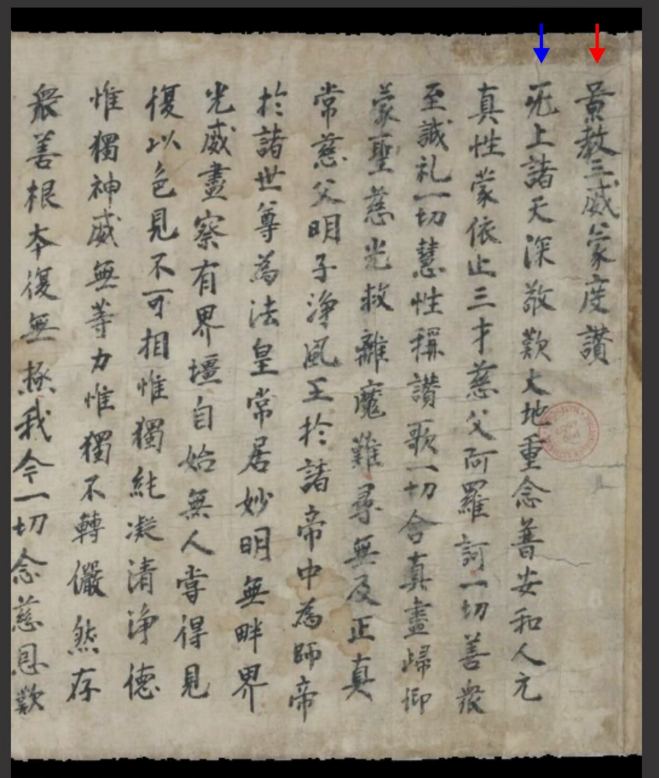 景教三威蒙度讚
无上諸天深敬歎大地重念普安和人元
真性蒙依止三才慈父阿羅訶一切善衆
至誠礼一切慧性稱讚歌一切含真盡歸仰
蒙聖慈光救離魔難尋無及正真
常慈父明子淨風王於諸帝中為師帝
於諸世尊為法皇常居妙明無畔界
光威盡察有界壃自始無人甞得見
復以色見不可相惟獨純凝清淨德
惟獨神威無等力惟獨不轉儼然存
衆善根本復無極我今一切念慈恩歎